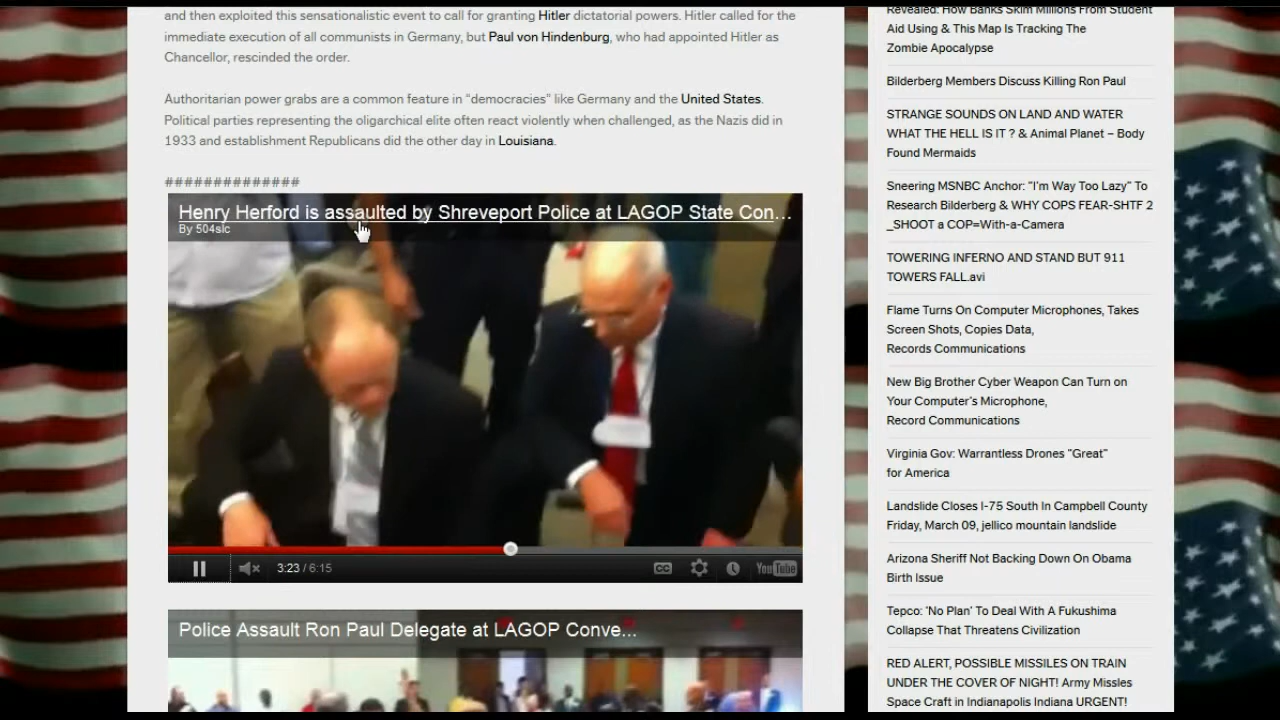 and then exploited this sensationalistic event to call for granting Hitler dictatorial powers. Hitler called for the
immediate execution of all communists in Germany, but Paul von Hindenburg, who had appointed Hitler as
Chancellor, rescinded the order.
Authoritarian power grabs are a common feature in “democracies” like Germany and the United States.
Political parties representing the oligarchical elite often react violently when challenged, as the Nazis did in
1933 and establishment Republicans did the other day in Louisiana.
##############
Henry Herford is assaulted by Shreveport Police at LAGOP State Con...
By 504slc
3:23 / 6:15
CC
YouTube
Police Assault Ron Paul Delegate at LAGOP Conve...
Revealed: How Banks Skim Millions From Student
Aid Using & This Map Is Tracking The
Zombie Apocalypse
Bilderberg Members Discuss Killing Ron Paul
STRANGE SOUNDS ON LAND AND WATER
WHAT THE HELL IS IT ? & Animal Planet – Body
Found Mermaids
Sneering MSNBC Anchor: “I’m Way Too Lazy” To
Research Bilderberg & WHY COPS FEAR-SHTF 2
_SHOOT a COP=With-a-Camera
TOWERING INFERNO AND STAND BUT 911
TOWERS FALL.avi
Flame Turns On Computer Microphones, Takes
Screen Shots, Copies Data,
Records Communications
New Big Brother Cyber Weapon Can Turn on
Your Computer’s Microphone,
Record Communications
Virginia Gov: Warrantless Drones “Great”
for America
Landslide Closes I-75 South In Campbell County
Friday, March 09, jellico mountain landslide
Arizona Sheriff Not Backing Down On Obama
Birth Issue
Tepco: ‘No Plan’ To Deal With A Fukushima
Collapse That Threatens Civilization
RED ALERT, POSSIBLE MISSILES ON TRAIN
UNDER THE COVER OF NIGHT! Army Missles
Space Craft in Indianapolis Indiana URGENT!